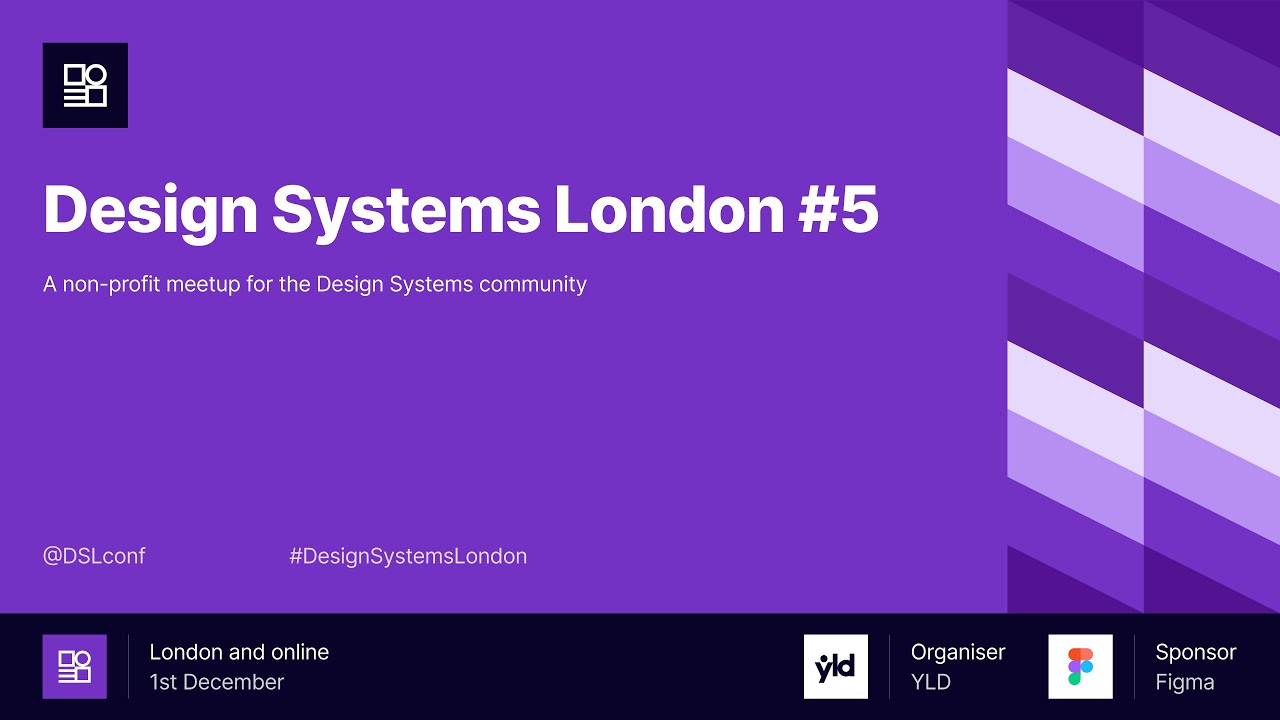 Design Systems London #5
A non-profit meetup for the Design Systems community
@DSLconf
#DesignSystemsLondon
London and online
1st December
yld
Organiser
YLD
Sponsor
Figma